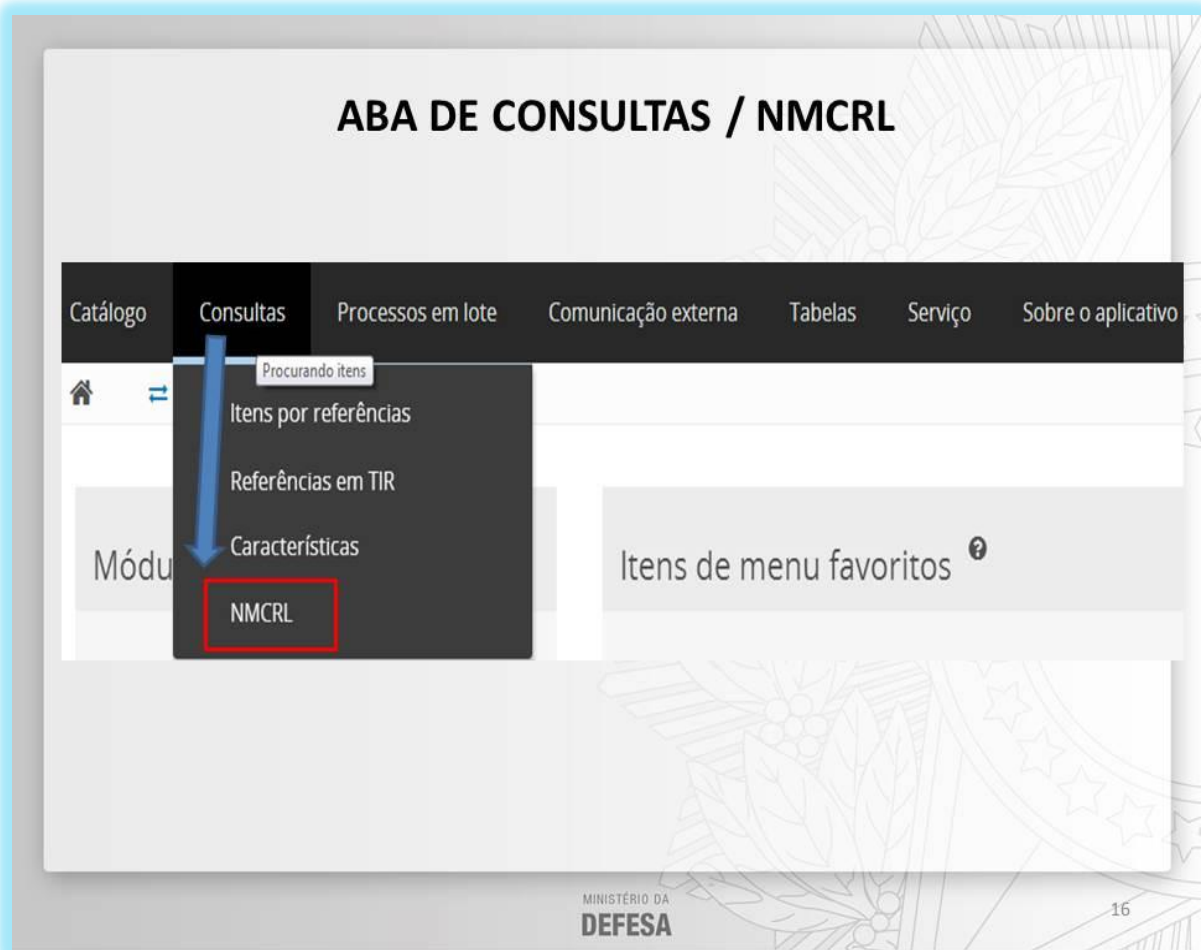 ABA DE CONSULTAS / NMCRL
Catálogo Consultas Processos em lote Comunicação externa Tabelas Serviço Sobre o aplicativo
Procurando itens
Itens por referências
Referências em TIR
Características
NMCRL
Módu
Itens de menu favoritos
MINISTÉRIO DA
DEFESA
16